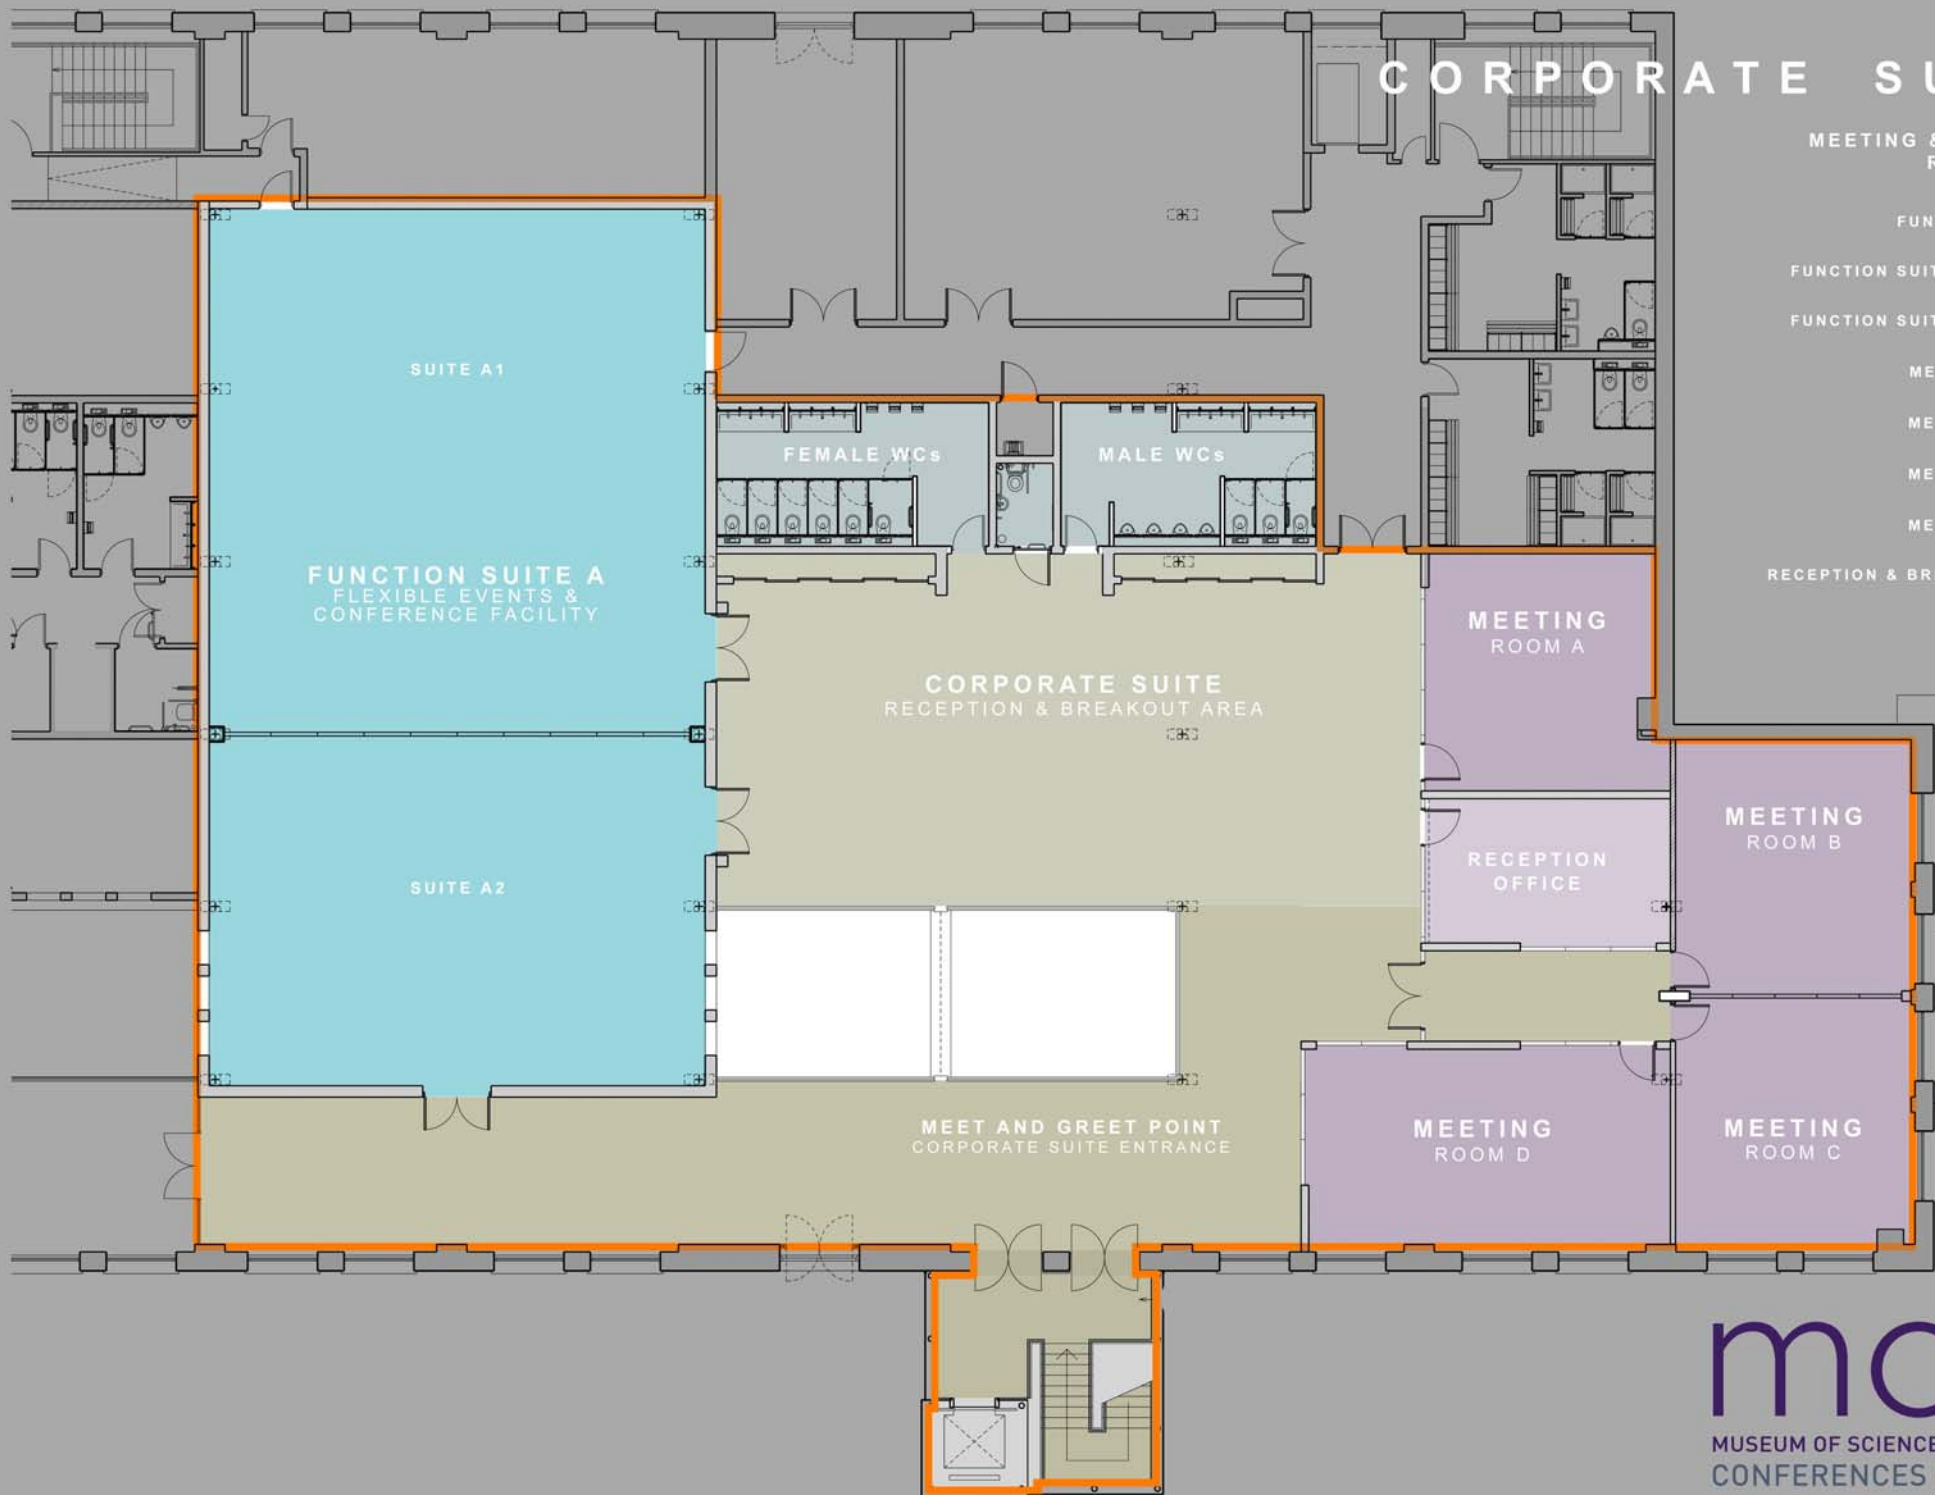 CORPORATE SU
MEETING &
R
FUN
FUNCTION SUIT
FUNCTION SUIT
ME
ME
ME
ME
RECEPTION & BR
SUITE A1
FEMALE WCs
MALE WCs
FUNCTION SUITE A
FLEXIBLE EVENTS &
CONFERENCE FACILITY
MEETING
ROOM A
CORPORATE SUITE
RECEPTION & BREAKOUT AREA
MEETING
ROOM B
RECEPTION
OFFICE
SUITE A2
MEET AND GREET POINT
CORPORATE SUITE ENTRANCE
MEETING
ROOM D
MEETING
ROOM C
mo
MUSEUM OF SCIENCE
CONFERENCES